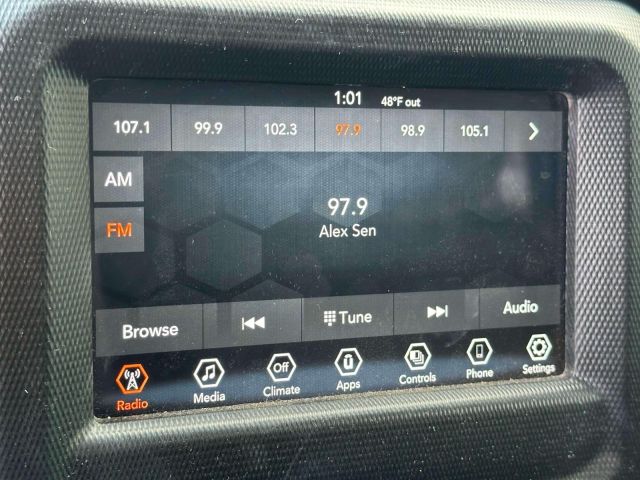 1:01 48°F out
107.1 99.9 102.3 97.9 98.9 105.1
AM
FM
97.9
Alex Sen
Browse Tune Audio
Off
Radio Media Climate Apps Controls Phone Settings